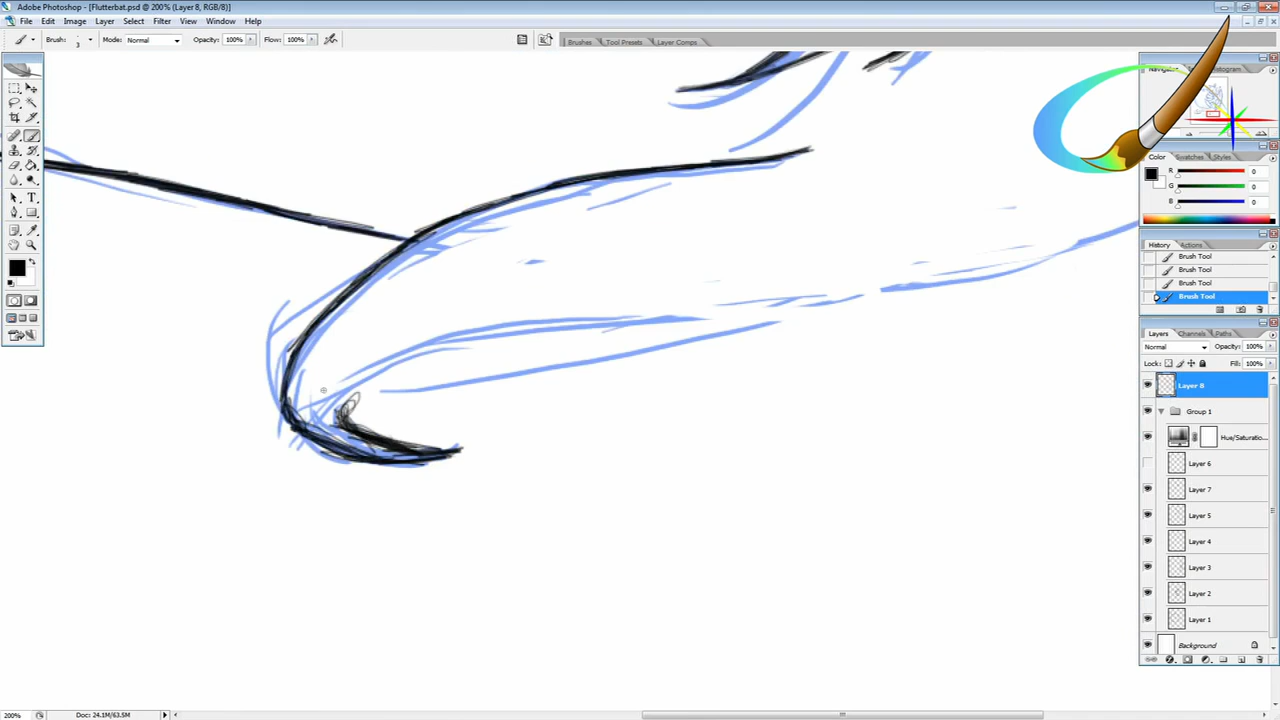 Adobe Photoshop - [Flutterbat.psd @ 200% (Layer 8, RGB/8)]
File Edit Image Layer Select Filter View Window Help
Brush: 3 Mode: Normal Opacity: 100% Flow: 100%
Brushes Tool Presets Layer Comps
Color Swatches Styles
R 0
G 0
B 0
History Actions
Brush Tool
Brush Tool
Brush Tool
Brush Tool
Layers Channels Paths
Normal Opacity: 100%
Lock: Fill: 100%
Layer 8
Group 1
Hue/Saturatio...
Layer 6
Layer 7
Layer 5
Layer 4
Layer 3
Layer 2
Layer 1
Background
200% Doc: 24.1M/63.5M